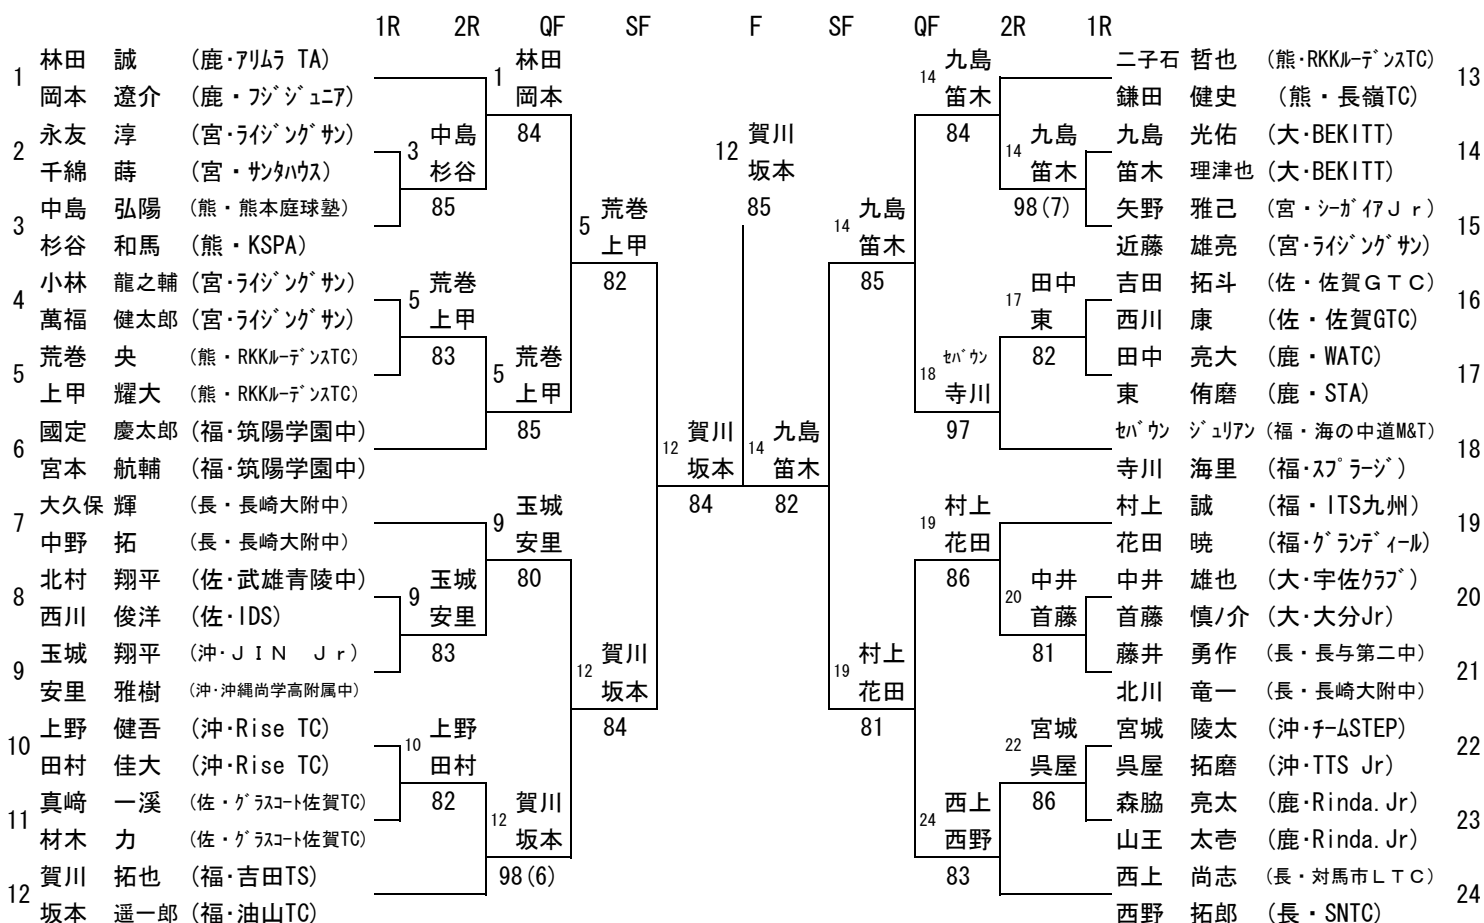 1R 2R QF SF F SF QF 2R 1R
1 林田 誠 (鹿・アリムラ TA)
岡本 遼介 (鹿・フジジュニア)
2 永友 淳 (宮・ライジングサン)
千綿 蒔 (宮・サンタハウス)
3 中島 弘陽 (熊・熊本庭球塾)
杉谷 和馬 (熊・KSPA)
4 小林 龍之輔 (宮・ライジングサン)
萬福 健太郎 (宮・ライジングサン)
5 荒巻 央 (熊・RKKルーデンスTC)
上甲 耀大 (熊・RKKルーデンスTC)
6 國定 慶太郎 (福・筑陽学園中)
宮本 航輔 (福・筑陽学園中)
7 大久保 輝 (長・長崎大附中)
中野 拓 (長・長崎大附中)
8 北村 翔平 (佐・武雄青陵中)
西川 俊洋 (佐・IDS)
9 玉城 翔平 (沖・JIN Jr)
安里 雅樹 (沖・沖縄尚学高附属中)
10 上野 健吾 (沖・Rise TC)
田村 佳大 (沖・Rise TC)
11 真﨑 一溪 (佐・グラスコート佐賀TC)
材木 力 (佐・グラスコート佐賀TC)
12 賀川 拓也 (福・吉田TS)
坂本 遥一郎 (福・油山TC)
3 中島
杉谷
85
5 荒巻
上甲
83
9 玉城
安里
83
10 上野
田村
82
1 林田
岡本
84
5 荒巻
上甲
85
9 玉城
安里
80
12 賀川
坂本
98(6)
5 荒巻
上甲
82
12 賀川
坂本
84
12 賀川
坂本
84
12 賀川
坂本
85
14 九島
笛木
82
14 九島
笛木
85
19 村上
花田
81
14 九島
笛木
84
18 セバウン
寺川
97
19 村上
花田
86
24 西上
西野
83
14 九島
笛木
98(7)
17 田中
東
82
20 中井
首藤
81
22 宮城
呉屋
86
二子石 哲也 (熊・RKKルーデンスTC) 13
鎌田 健史 (熊・長嶺TC)
九島 光佑 (大・BEKITT) 14
笛木 理津也 (大・BEKITT)
矢野 雅己 (宮・シーガイアJr) 15
近藤 雄亮 (宮・ライジングサン)
吉田 拓斗 (佐・佐賀GTC) 16
西川 康 (佐・佐賀GTC)
田中 亮大 (鹿・WATC) 17
東 侑磨 (鹿・STA)
セバウン ジュリアン (福・海の中道M&T) 18
寺川 海里 (福・スプラージ)
村上 誠 (福・ITS九州) 19
花田 暁 (福・グランディール)
中井 雄也 (大・宇佐クラブ) 20
首藤 慎ノ介 (大・大分Jr)
藤井 勇作 (長・長与第二中) 21
北川 竜一 (長・長崎大附中)
宮城 陵太 (沖・チームSTEP) 22
呉屋 拓磨 (沖・TTS Jr)
森脇 亮太 (鹿・Rinda.Jr) 23
山王 太壱 (鹿・Rinda.Jr)
西上 尚志 (長・対馬市LTC) 24
西野 拓郎 (長・SNTC)